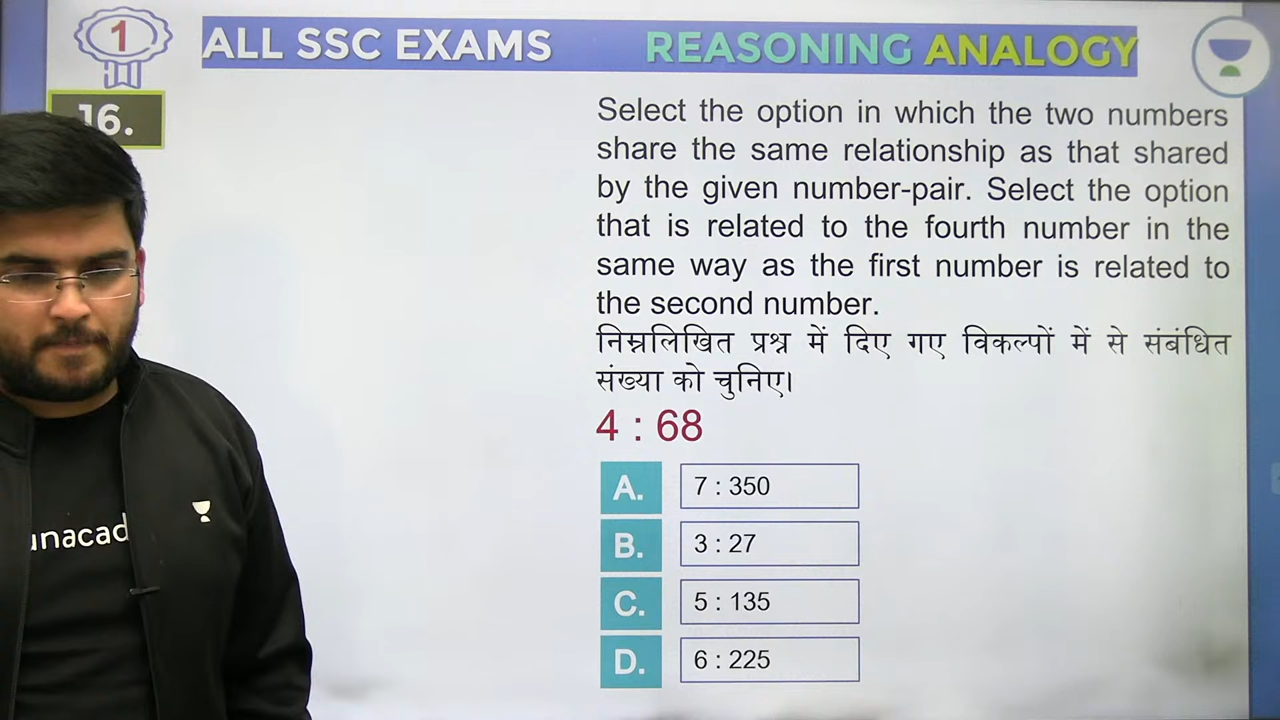 1
ALL SSC EXAMS REASONING ANALOGY
16.
Select the option in which the two numbers
share the same relationship as that shared
by the given number-pair. Select the option
that is related to the fourth number in the
same way as the first number is related to
the second number.
निम्नलिखित प्रश्न में दिए गए विकल्पों में से संबंधित
संख्या को चुनिए।
4 : 68
A. 7 : 350
B. 3 : 27
C. 5 : 135
D. 6 : 225
unacad